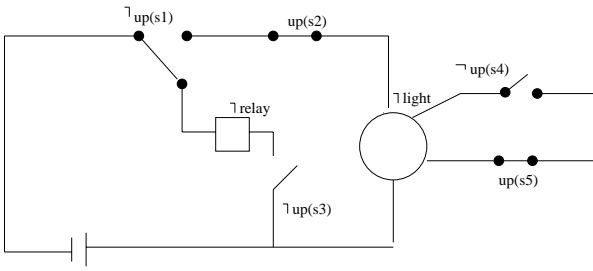 ¬up(s1)
up(s2)
¬up(s4)
¬light
¬relay
up(s5)
¬up(s3)